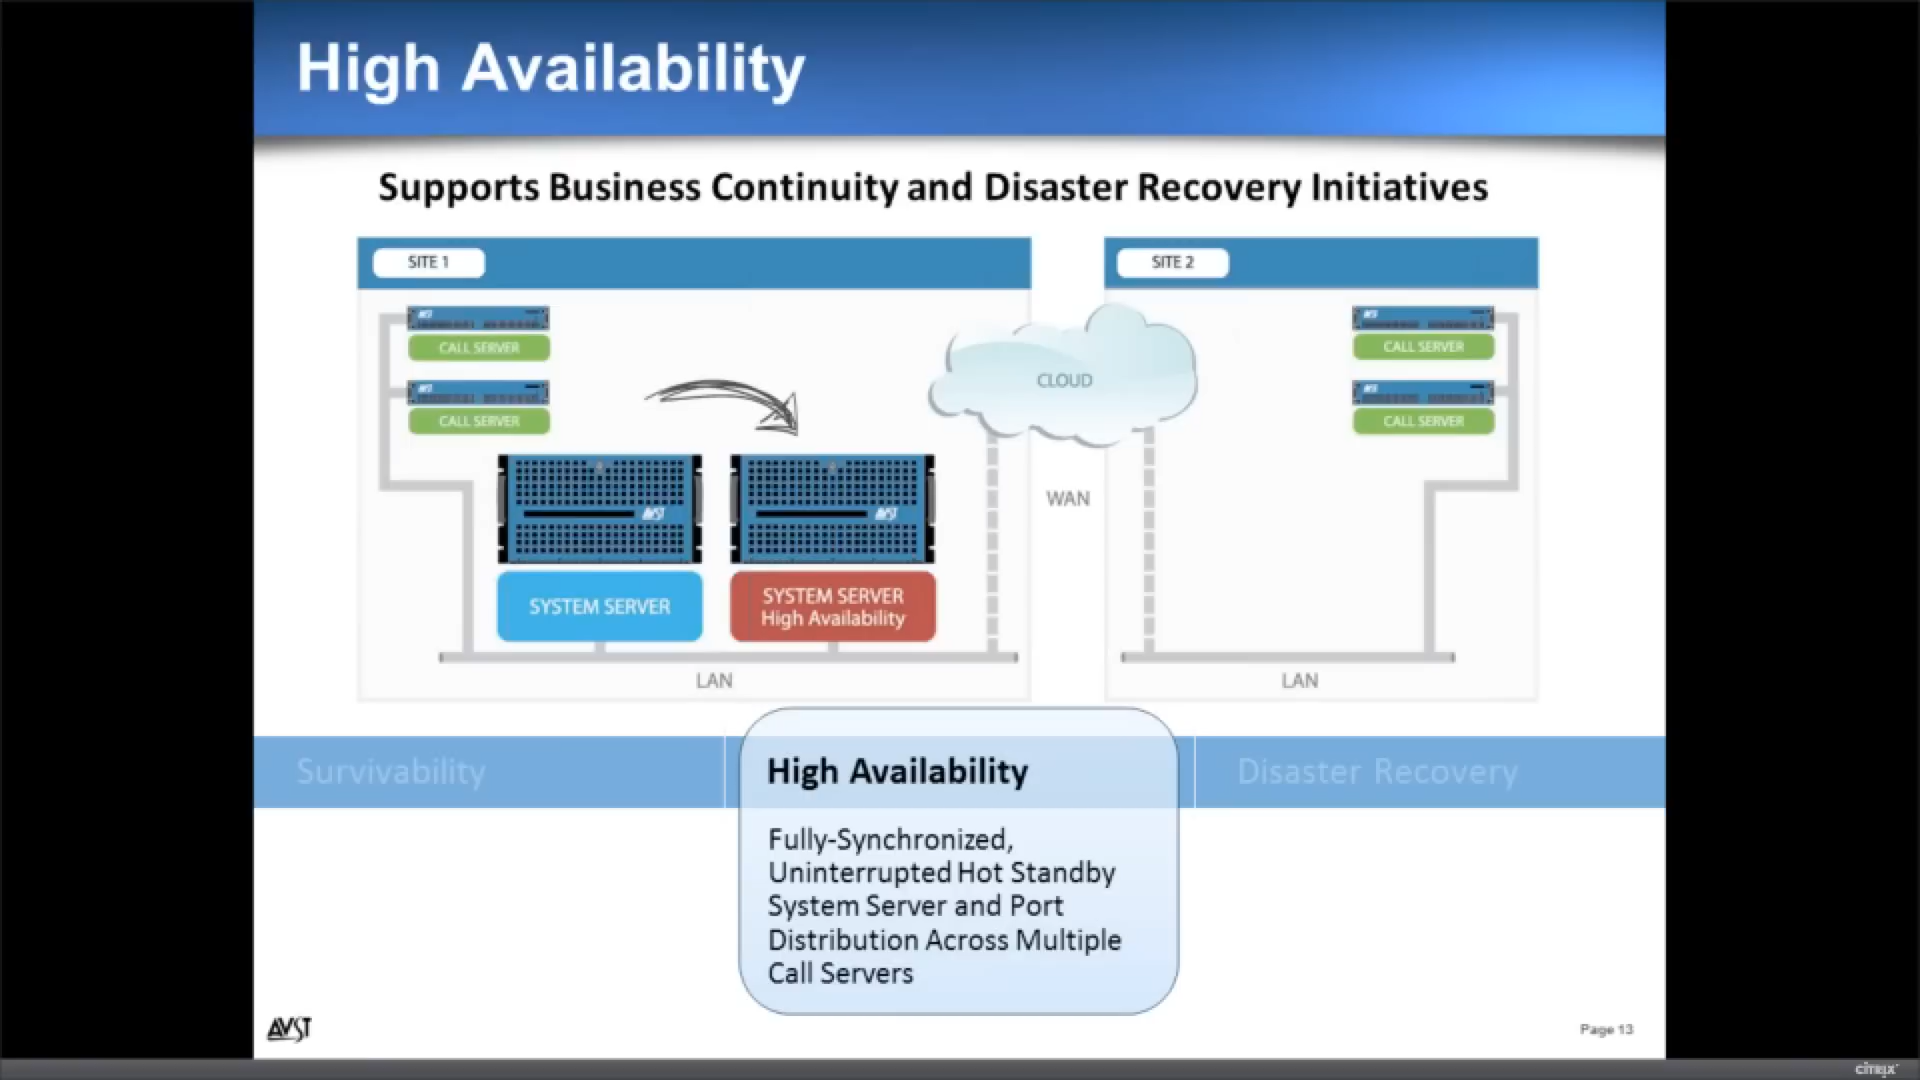 High Availability
Supports Business Continuity and Disaster Recovery Initiatives
SITE 1
SITE 2
CALL SERVER
CALL SERVER
CALL SERVER
CALL SERVER
CLOUD
WAN
AVST
AVST
SYSTEM SERVER
SYSTEM SERVER
High Availability
LAN
LAN
Survivability
High Availability
Disaster Recovery
Fully-Synchronized,
Uninterrupted Hot Standby
System Server and Port
Distribution Across Multiple
Call Servers
AVST
Page 13
CITRIX